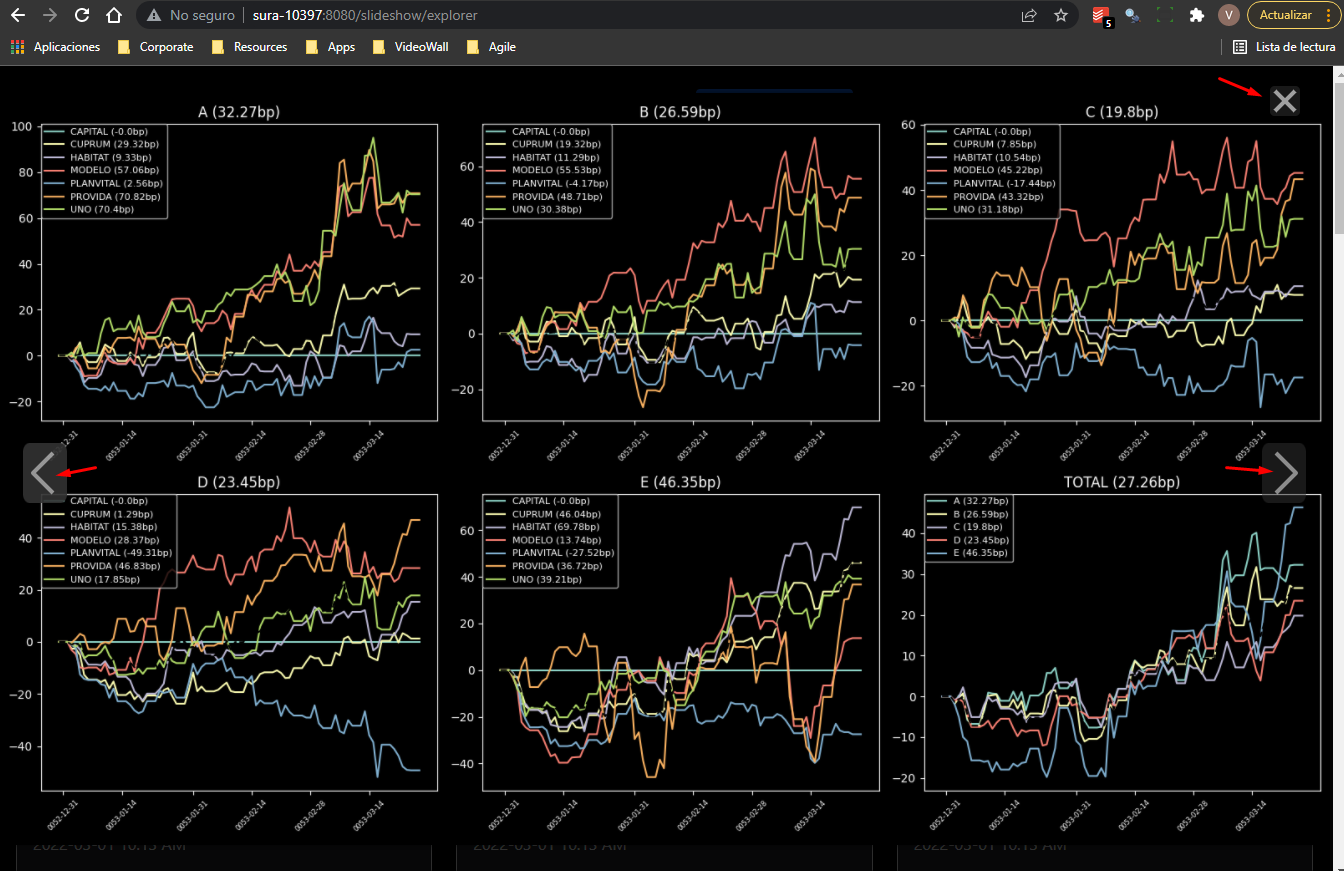 No seguro
sura-10397:8080/slideshow/explorer
5
V
Actualizar
Aplicaciones
Corporate
Resources
Apps
VideoWall
Agile
Lista de lectura
A (32.27bp)
CAPITAL (-0.0bp)
CUPRUM (29.32bp)
HABITAT (9.33bp)
MODELO (57.06bp)
PLANVITAL (2.56bp)
PROVIDA (70.82bp)
UNO (70.4bp)
100
80
60
40
20
0
−20
0052-12-31
0053-01-14
0053-01-31
0053-02-14
0053-02-28
0053-03-14
B (26.59bp)
CAPITAL (-0.0bp)
CUPRUM (19.32bp)
HABITAT (11.29bp)
MODELO (55.53bp)
PLANVITAL (-4.17bp)
PROVIDA (48.71bp)
UNO (30.38bp)
60
40
20
0
−20
0052-12-31
0053-01-14
0053-01-31
0053-02-14
0053-02-28
0053-03-14
C (19.8bp)
CAPITAL (-0.0bp)
CUPRUM (7.85bp)
HABITAT (10.54bp)
MODELO (45.22bp)
PLANVITAL (-17.44bp)
PROVIDA (43.32bp)
UNO (31.18bp)
60
40
20
0
−20
0052-12-31
0053-01-14
0053-01-31
0053-02-14
0053-02-28
0053-03-14
D (23.45bp)
CAPITAL (-0.0bp)
CUPRUM (1.29bp)
HABITAT (15.38bp)
MODELO (28.37bp)
PLANVITAL (-49.31bp)
PROVIDA (46.83bp)
UNO (17.85bp)
40
20
0
−20
−40
0052-12-31
0053-01-14
0053-01-31
0053-02-14
0053-02-28
0053-03-14
E (46.35bp)
CAPITAL (-0.0bp)
CUPRUM (46.04bp)
HABITAT (69.78bp)
MODELO (13.74bp)
PLANVITAL (-27.52bp)
PROVIDA (36.72bp)
UNO (39.21bp)
60
40
20
0
−20
−40
0052-12-31
0053-01-14
0053-01-31
0053-02-14
0053-02-28
0053-03-14
TOTAL (27.26bp)
A (32.27bp)
B (26.59bp)
C (19.8bp)
D (23.45bp)
E (46.35bp)
40
30
20
10
0
−10
−20
0052-12-31
0053-01-14
0053-01-31
0053-02-14
0053-02-28
0053-03-14
2022-03-01 10:13 AM
2022-03-01 10:13 AM
2022-03-01 10:13 AM